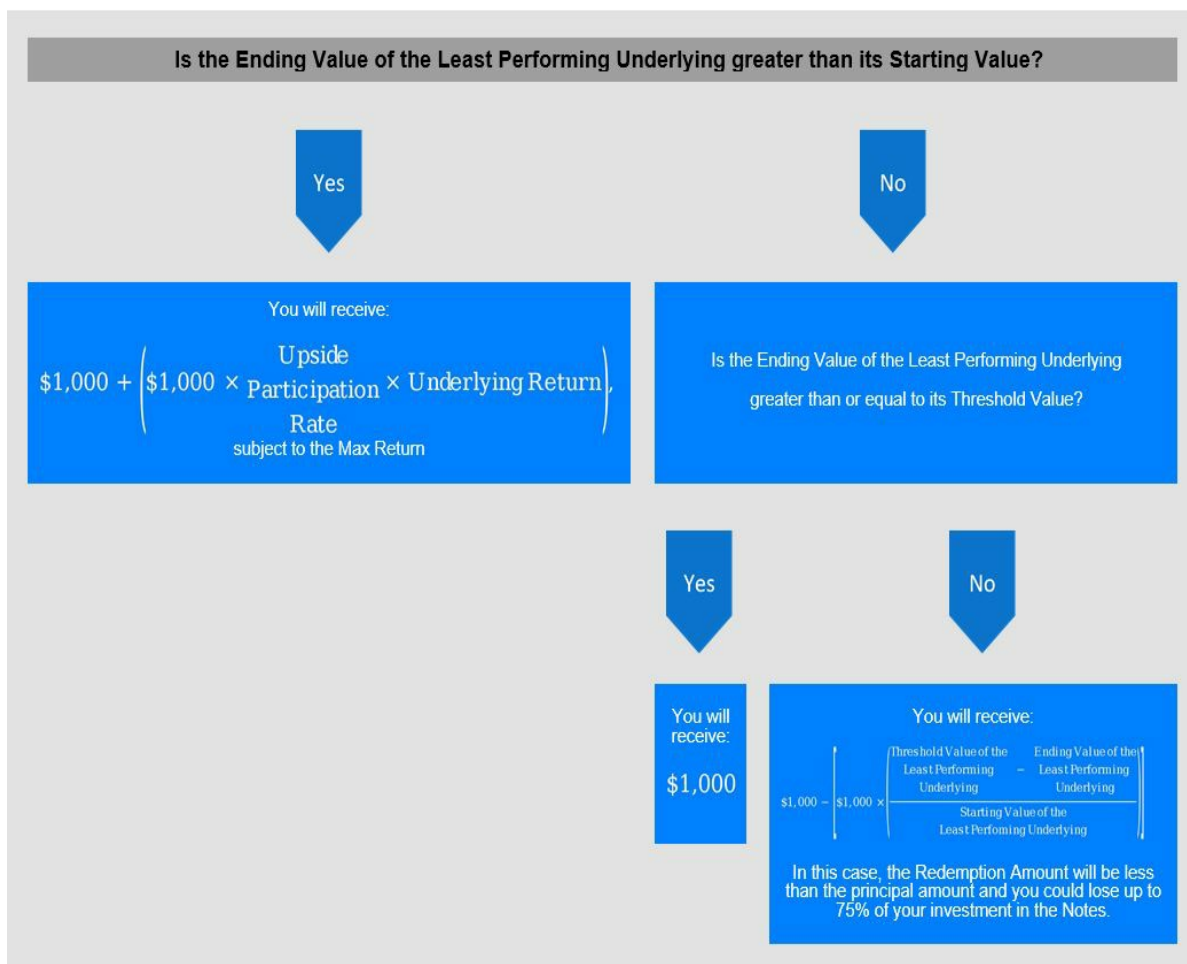 Is the Ending Value of the Least Performing Underlying greater than its Starting Value?
Yes
No
You will receive:
$1,000 + ($1,000 × Upside Participation Rate × Underlying Return),
subject to the Max Return
Is the Ending Value of the Least Performing Underlying
greater than or equal to its Threshold Value?
Yes
No
You will
receive:
$1,000
You will receive:
$1,000 − [$1,000 × (
Threshold Value of the
Least Performing
Underlying
−
Ending Value of the
Least Performing
Underlying
Starting Value of the
Least Perfoming Underlying
)]
In this case, the Redemption Amount will be less
than the principal amount and you could lose up to
75% of your investment in the Notes.